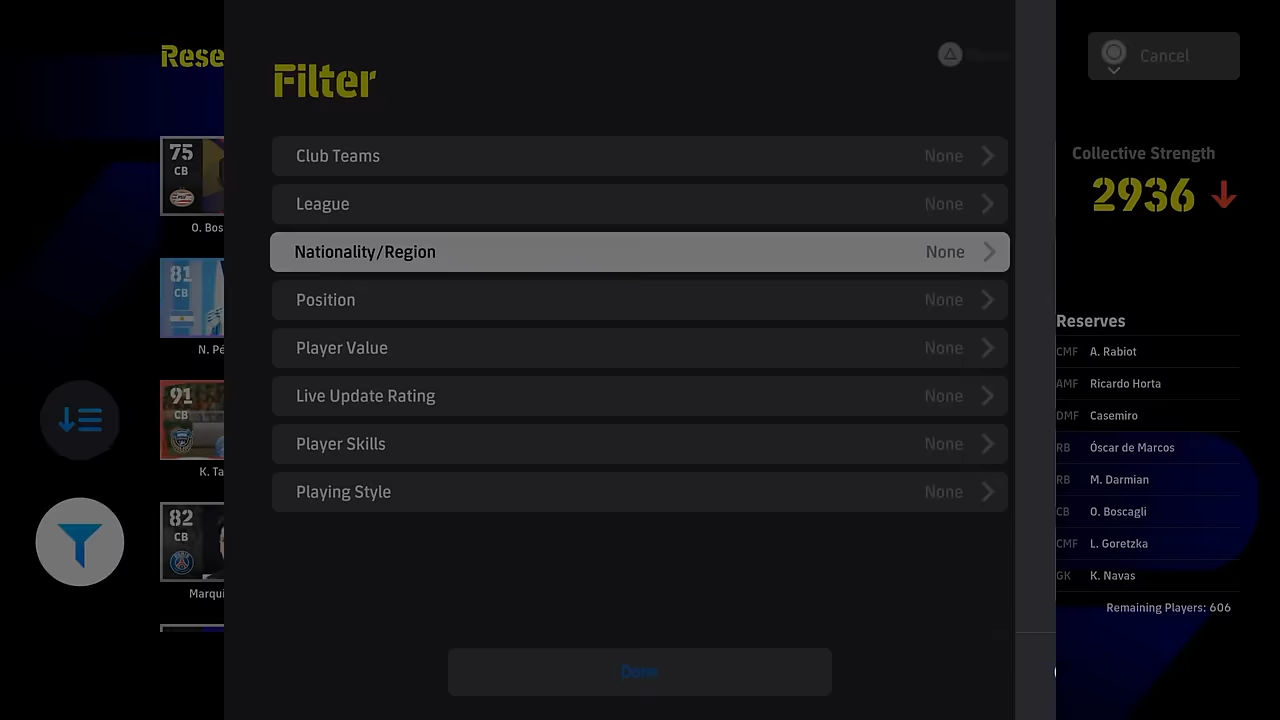 Rese
Filter
Cancel
75
CB
O. Bos
81
CB
N. Pé
91
CB
K. Ta
82
CB
Marqui
Club Teams None
League None
Nationality/Region None
Position None
Player Value None
Live Update Rating None
Player Skills None
Playing Style None
Done
Collective Strength
2936
Reserves
CMF A. Rabiot
AMF Ricardo Horta
DMF Casemiro
RB Óscar de Marcos
RB M. Darmian
CB O. Boscagli
CMF L. Goretzka
GK K. Navas
Remaining Players: 606